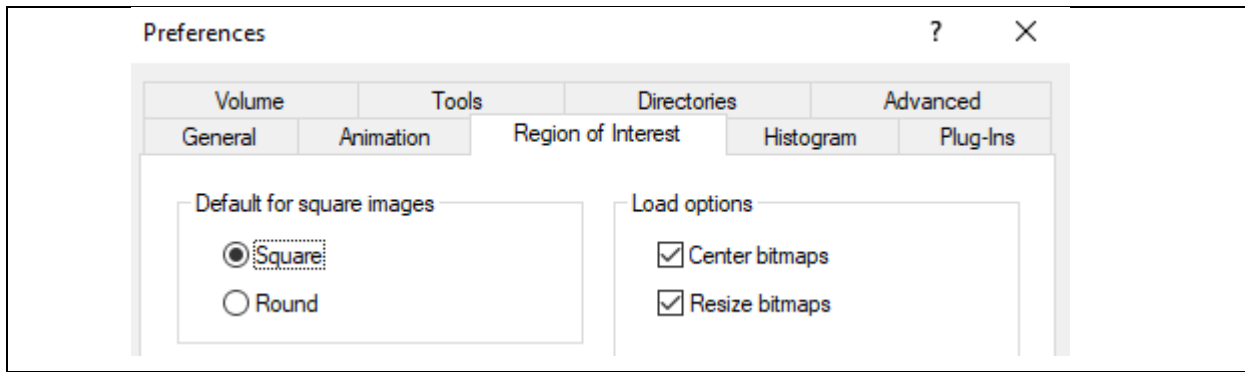 Preferences ?
Volume Tools Directories Advanced
General Animation Region of Interest Histogram Plug-Ins
Default for square images Load options
Square Center bitmaps
Round Resize bitmaps